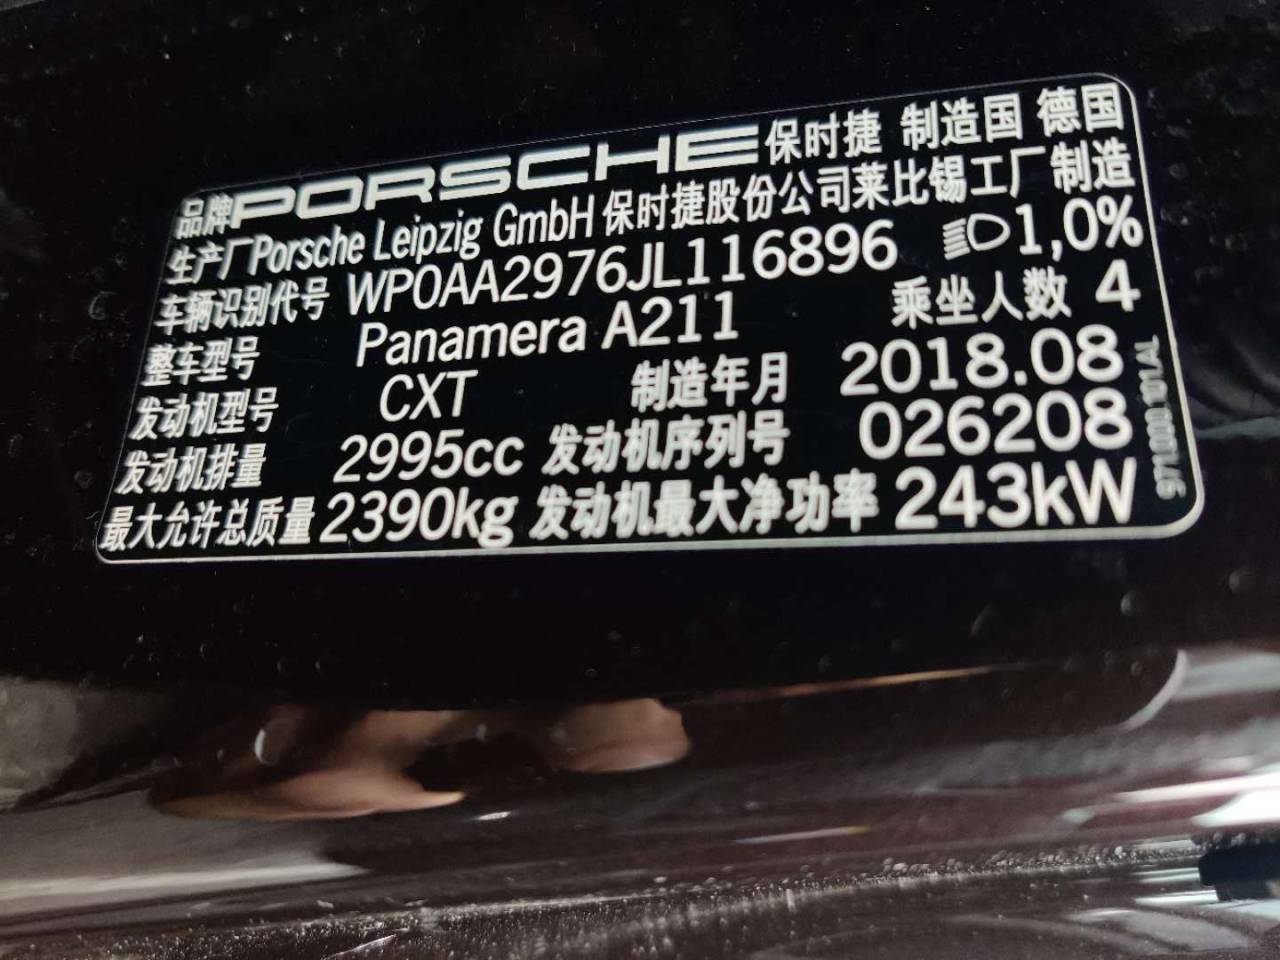 品牌PORSCHE保时捷 制造国 德国
生产厂Porsche Leipzig GmbH 保时捷股份公司莱比锡工厂制造
车辆识别代号 WP0AA2976JL116896 1,0%
整车型号 Panamera A211 乘坐人数 4
发动机型号 CXT 制造年月 2018.08
发动机排量 2995cc 发动机序列号 026208
最大允许总质量 2390kg 发动机最大净功率 243kW
971.000.101.AL